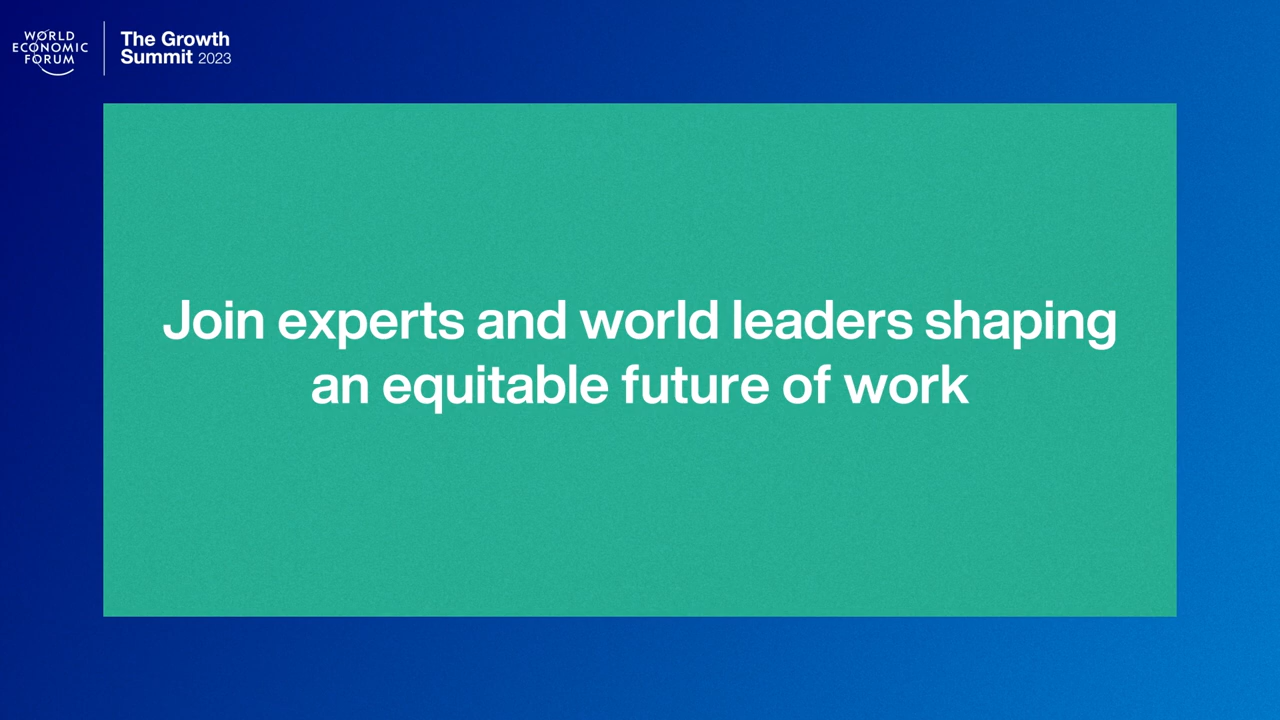 WORLD
ECONOMIC
FORUM
The Growth
Summit 2023
Join experts and world leaders shaping
an equitable future of work